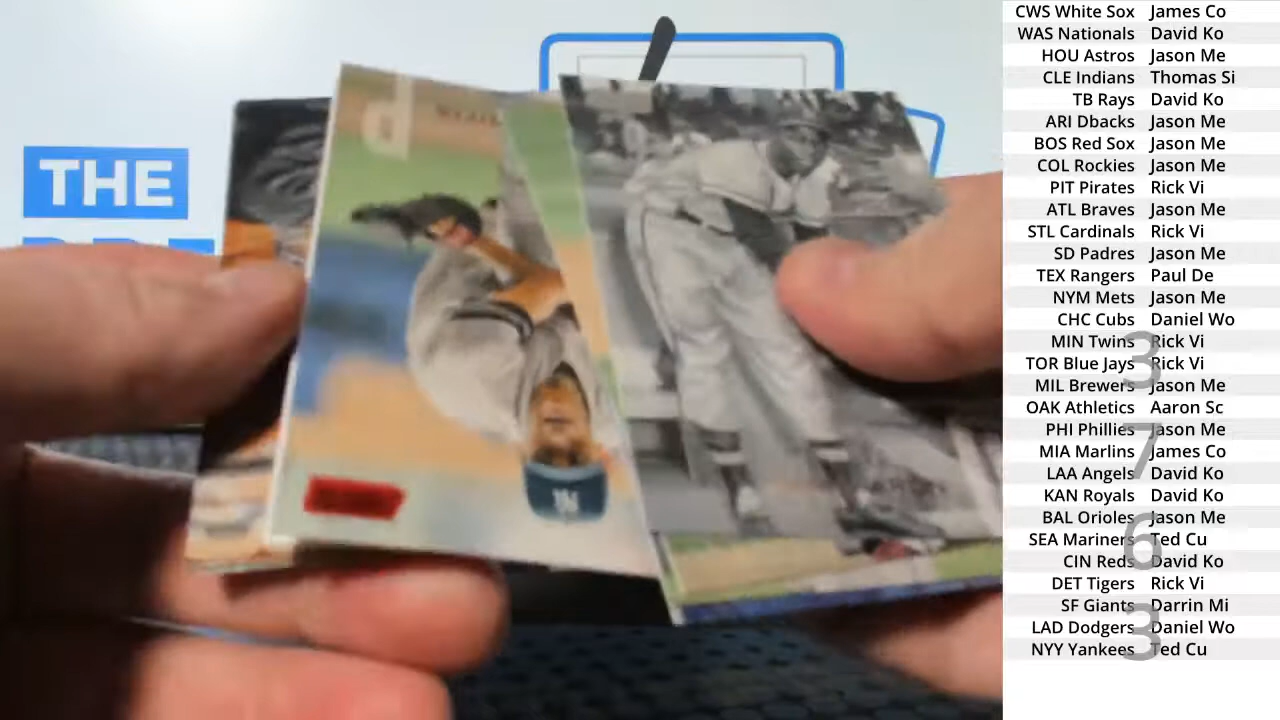 THE
CWS White Sox James Co
WAS Nationals David Ko
HOU Astros Jason Me
CLE Indians Thomas Si
TB Rays David Ko
ARI Dbacks Jason Me
BOS Red Sox Jason Me
COL Rockies Jason Me
PIT Pirates Rick Vi
ATL Braves Jason Me
STL Cardinals Rick Vi
SD Padres Jason Me
TEX Rangers Paul De
NYM Mets Jason Me
CHC Cubs Daniel Wo
MIN Twins Rick Vi
TOR Blue Jays Rick Vi
MIL Brewers Jason Me
OAK Athletics Aaron Sc
PHI Phillies Jason Me
MIA Marlins James Co
LAA Angels David Ko
KAN Royals David Ko
BAL Orioles Jason Me
SEA Mariners Ted Cu
CIN Reds David Ko
DET Tigers Rick Vi
SF Giants Darrin Mi
LAD Dodgers Daniel Wo
NYY Yankees Ted Cu
3
7
6
3